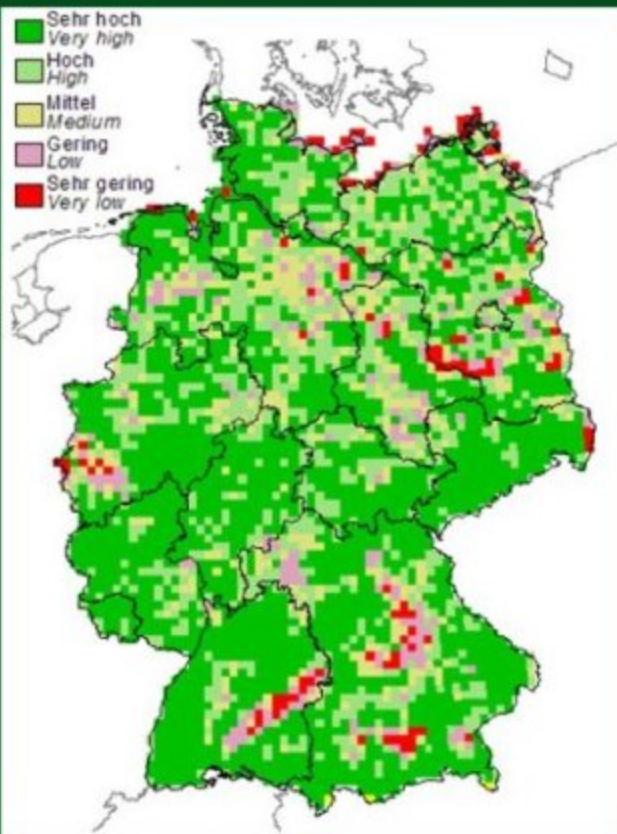 Sehr hoch
Very high
Hoch
High
Mittel
Medium
Gering
Low
Sehr gering
Very low